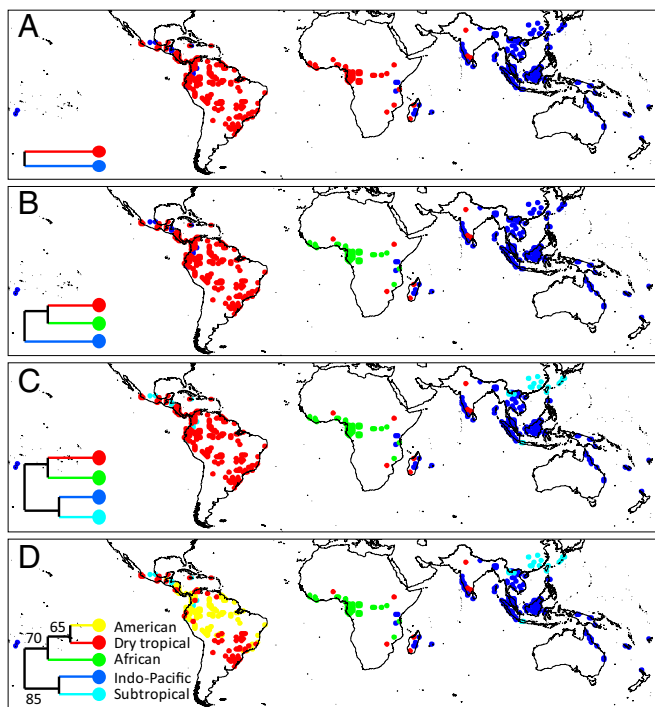 A
B
C
D
65
American
70
Dry tropical
African
Indo-Pacific
85
Subtropical